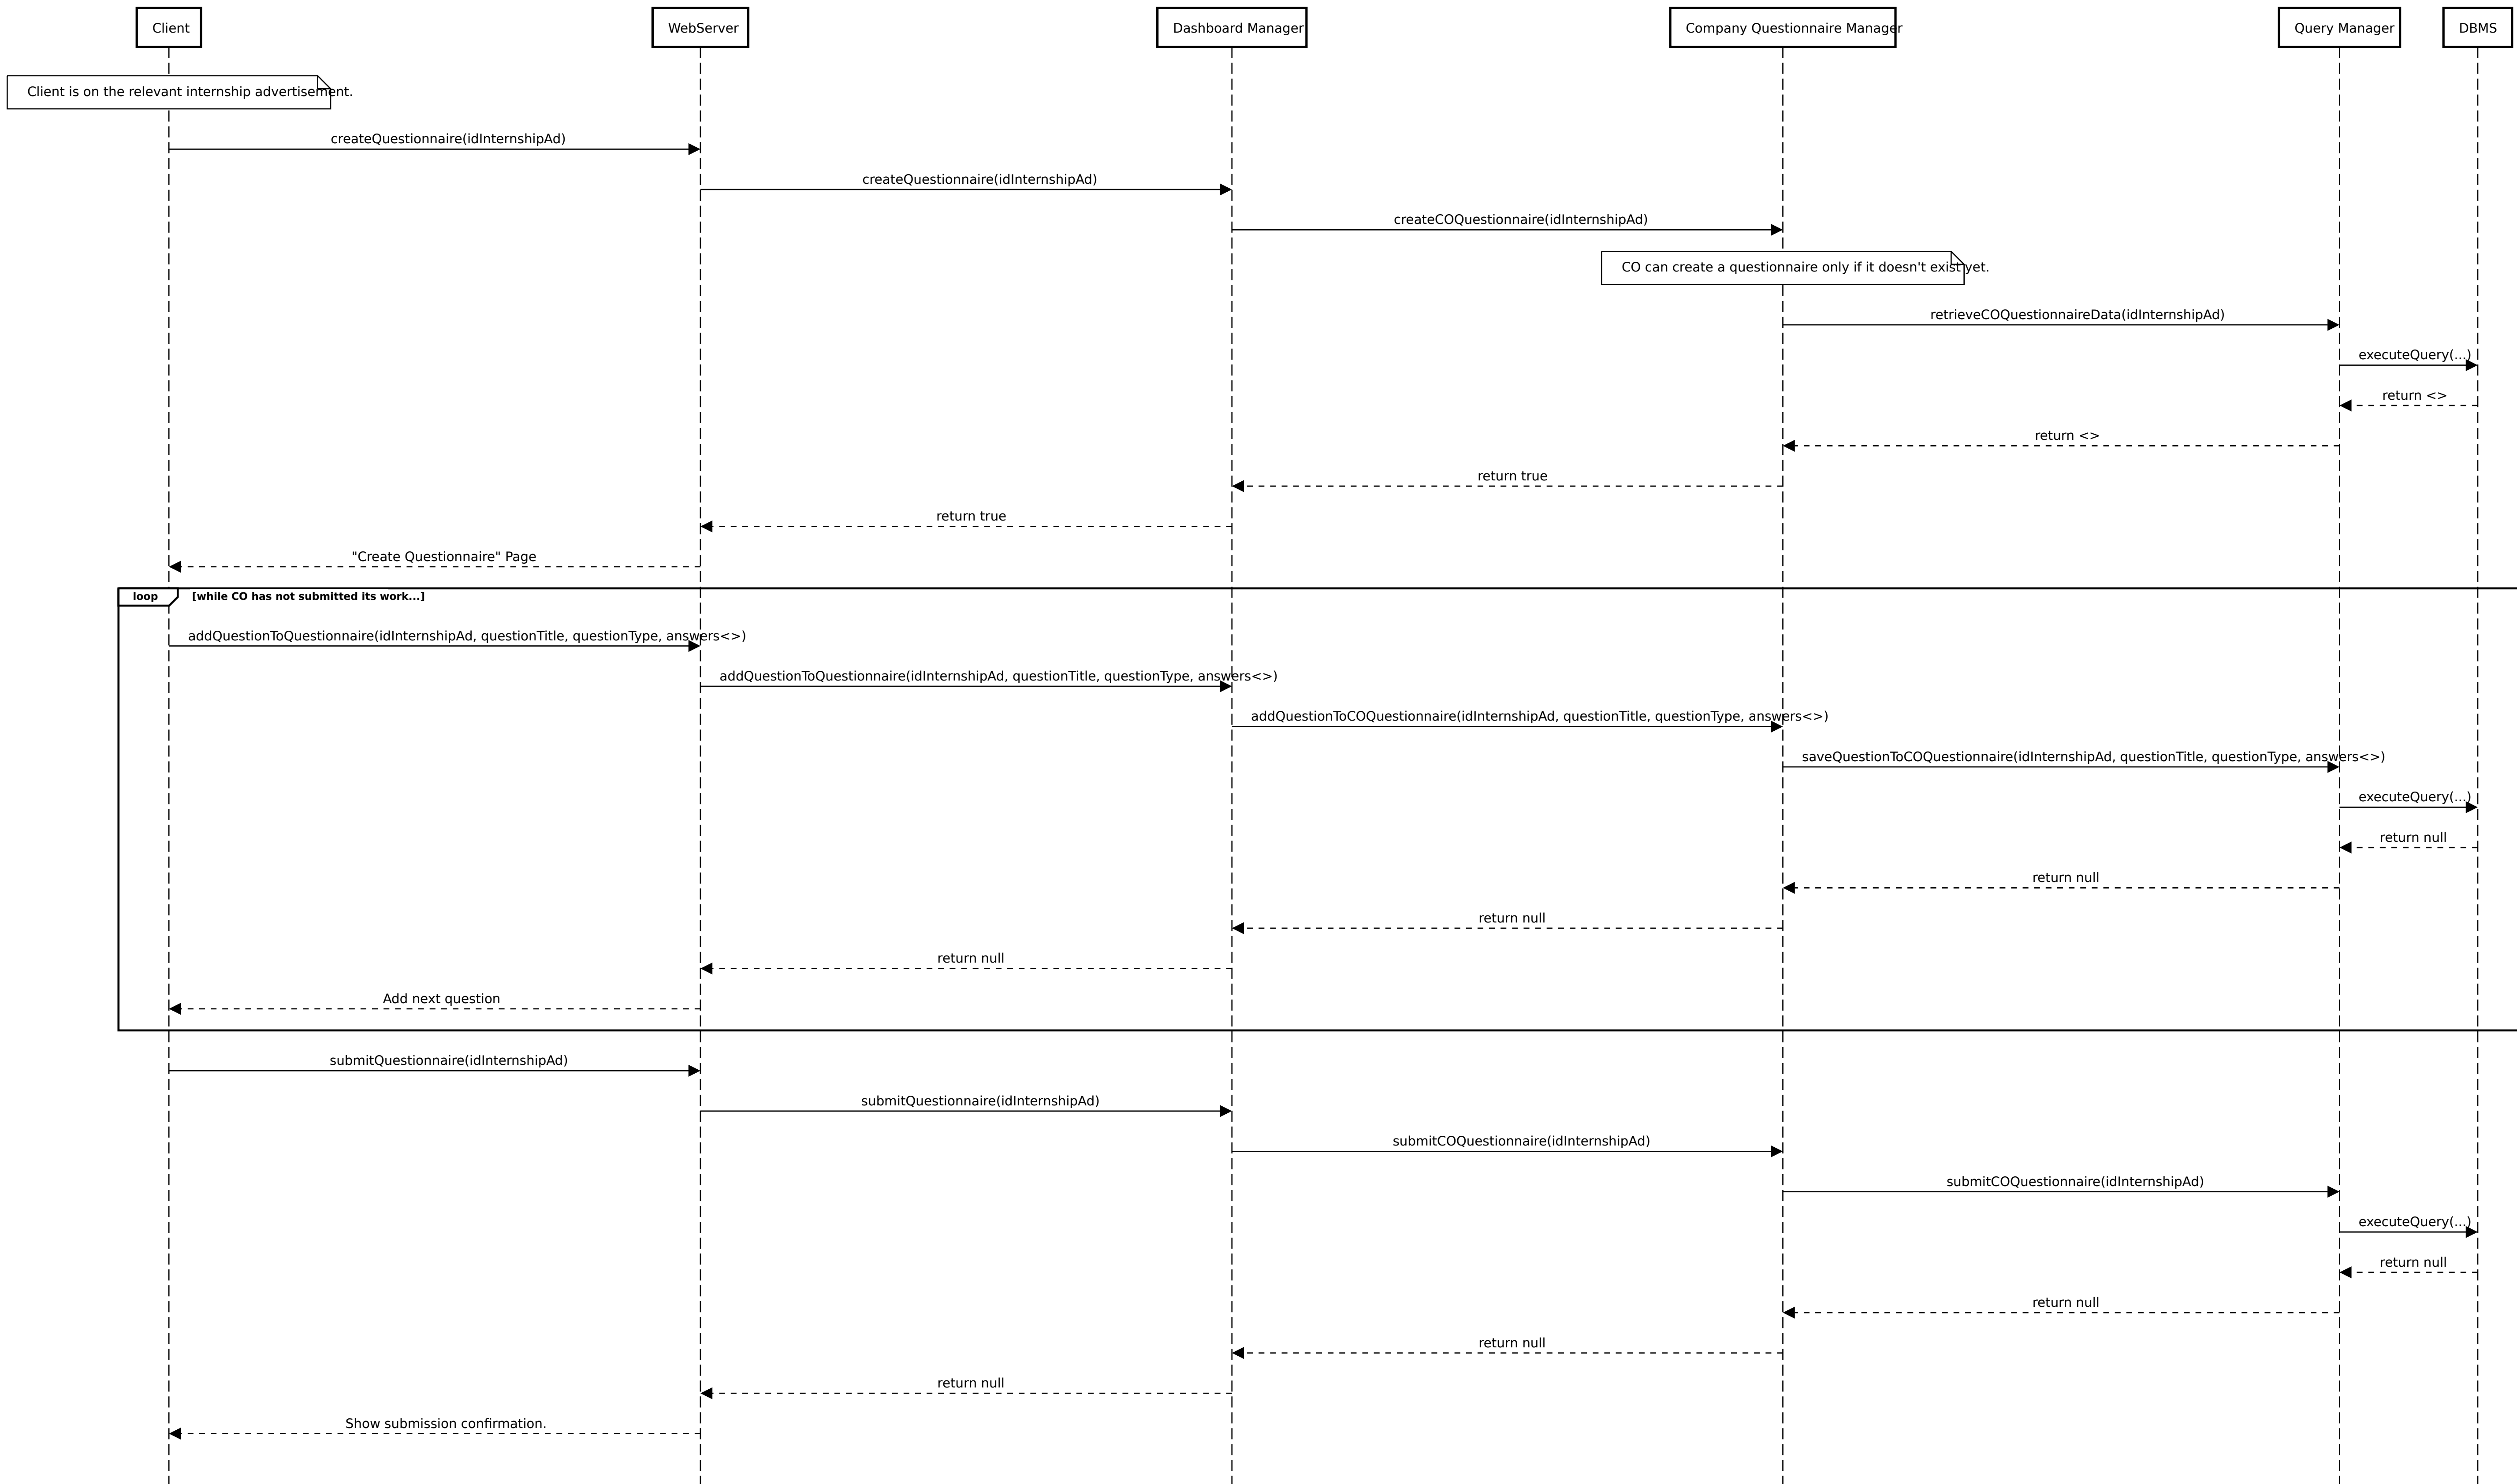 Client
WebServer
Dashboard Manager
Company Questionnaire Manager
Query Manager
DBMS
Client is on the relevant internship advertisement.
createQuestionnaire(idInternshipAd)
createQuestionnaire(idInternshipAd)
createCOQuestionnaire(idInternshipAd)
CO can create a questionnaire only if it doesn't exist yet.
retrieveCOQuestionnaireData(idInternshipAd)
executeQuery(...)
return <>
return <>
return true
return true
"Create Questionnaire" Page
loop
[while CO has not submitted its work...]
addQuestionToQuestionnaire(idInternshipAd, questionTitle, questionType, answers<>)
addQuestionToQuestionnaire(idInternshipAd, questionTitle, questionType, answers<>)
addQuestionToCOQuestionnaire(idInternshipAd, questionTitle, questionType, answers<>)
saveQuestionToCOQuestionnaire(idInternshipAd, questionTitle, questionType, answers<>)
executeQuery(...)
return null
return null
return null
return null
Add next question
submitQuestionnaire(idInternshipAd)
submitQuestionnaire(idInternshipAd)
submitCOQuestionnaire(idInternshipAd)
submitCOQuestionnaire(idInternshipAd)
executeQuery(...)
return null
return null
return null
return null
Show submission confirmation.